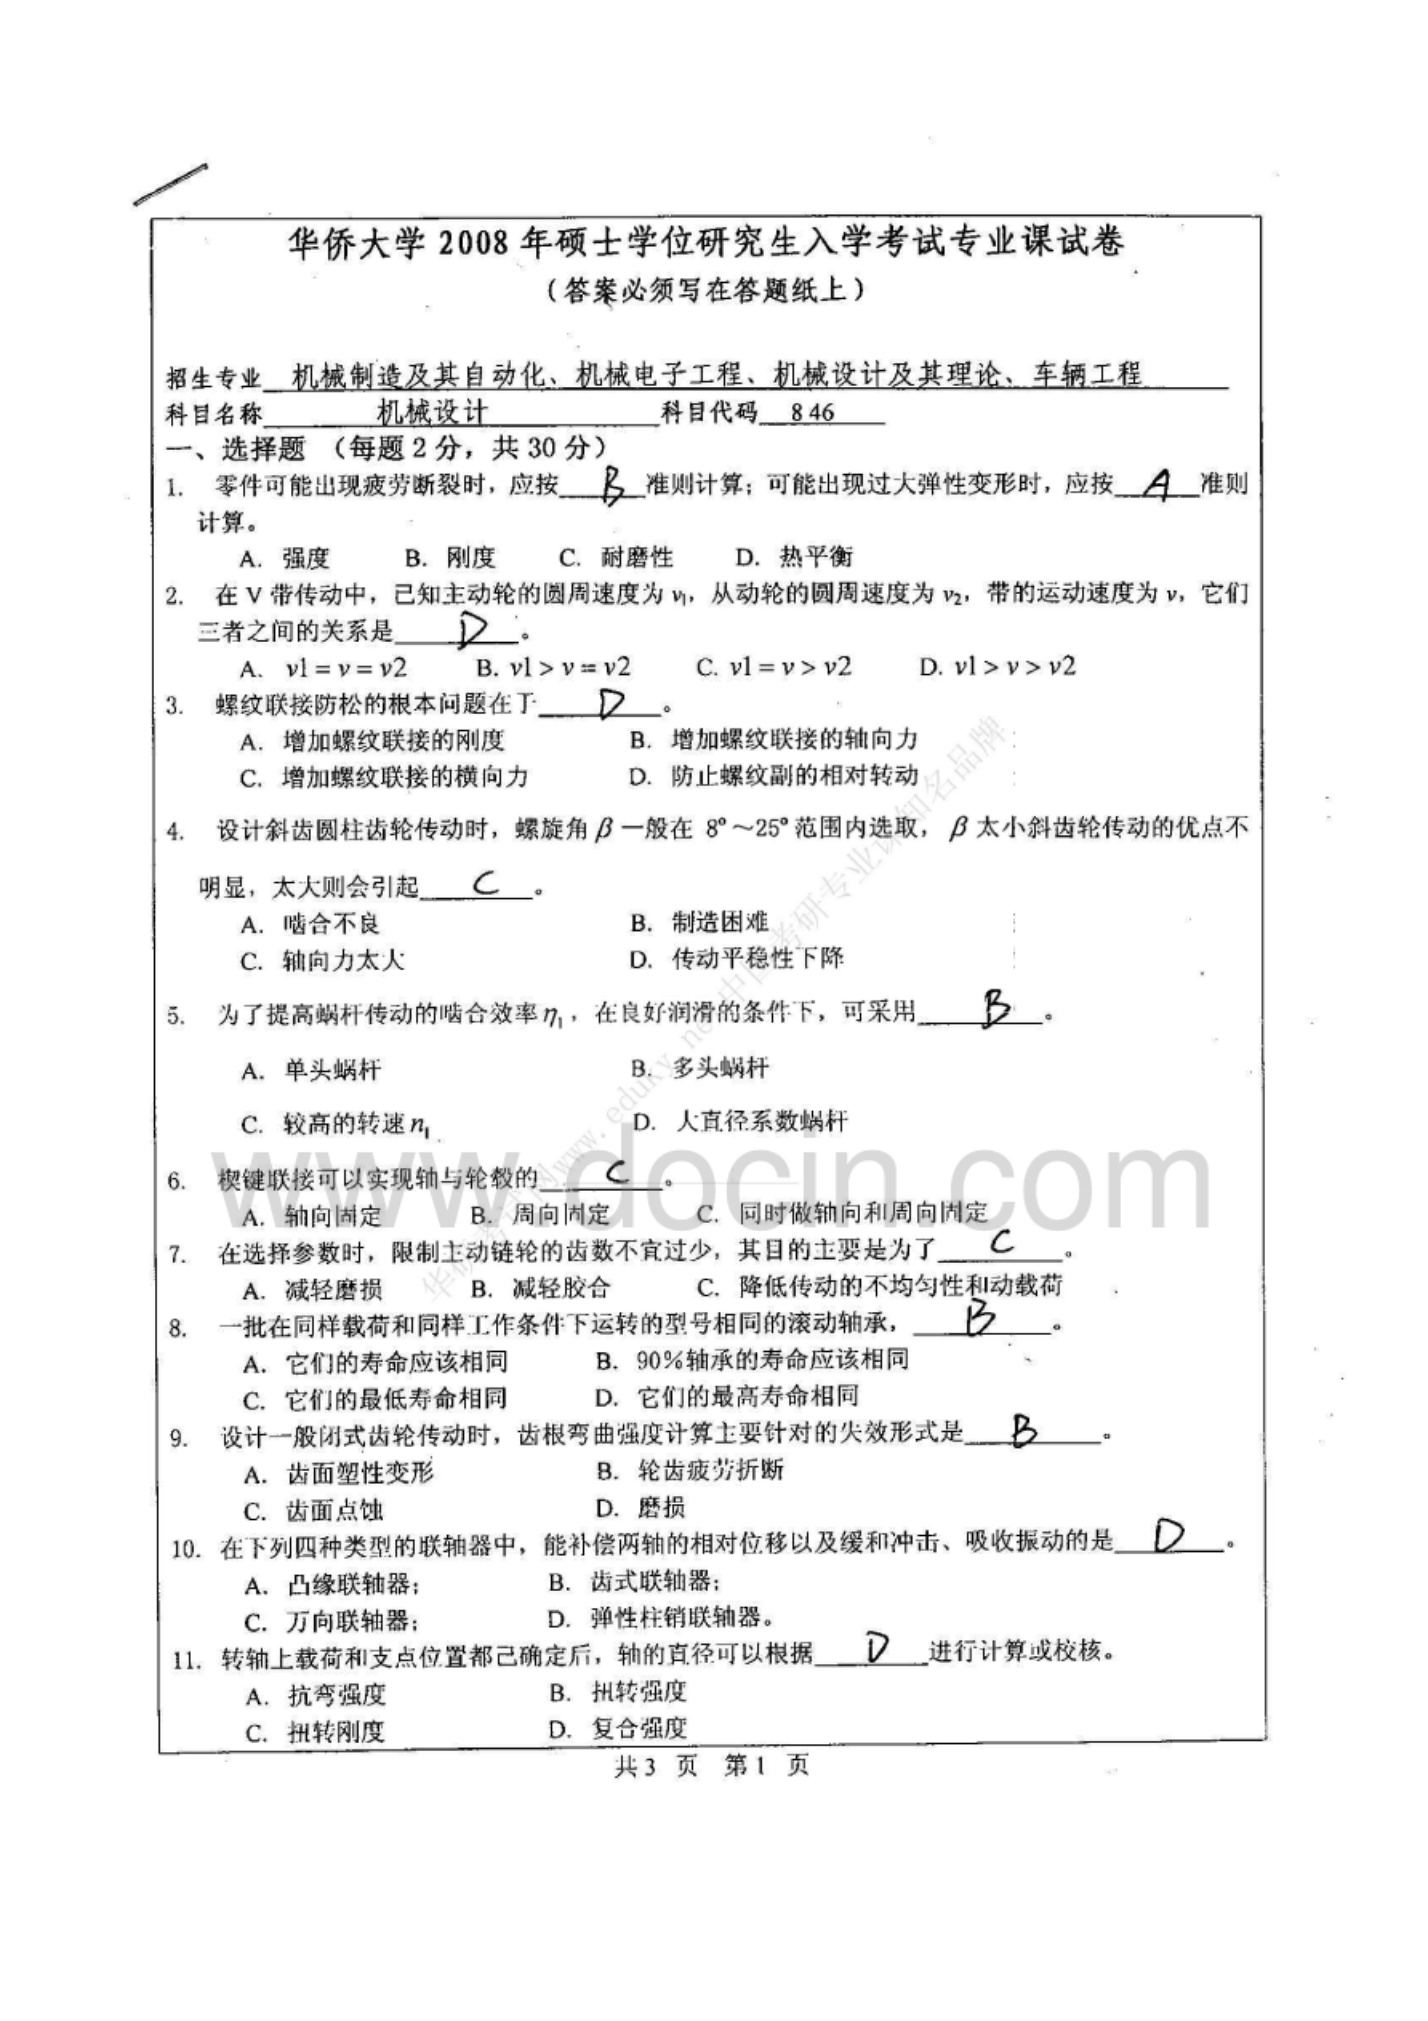 华侨大学 2008 年硕士学位研究生入学考试专业课试卷
（答案必须写在答题纸上）
招生专业 机械制造及其自动化、机械电子工程、机械设计及其理论、车辆工程
科目名称 机械设计 科目代码 846
一、选择题 （每题 2 分，共 30 分）
1. 零件可能出现疲劳断裂时，应按 B 准则计算；可能出现过大弹性变形时，应按 A 准则
计算。
A. 强度 B. 刚度 C. 耐磨性 D. 热平衡
2. 在 V 带传动中，已知主动轮的圆周速度为 v₁，从动轮的圆周速度为 v₂，带的运动速度为 v，它们
三者之间的关系是 D 。
A. v1 = v = v2 B. v1 > v = v2 C. v1 = v > v2 D. v1 > v > v2
3. 螺纹联接防松的根本问题在于 D 。
A. 增加螺纹联接的刚度 B. 增加螺纹联接的轴向力
C. 增加螺纹联接的横向力 D. 防止螺纹副的相对转动
4. 设计斜齿圆柱齿轮传动时，螺旋角 β 一般在 8°～25° 范围内选取， β 太小斜齿轮传动的优点不
明显，太大则会引起 C 。
A. 啮合不良 B. 制造困难
C. 轴向力太大 D. 传动平稳性下降
5. 为了提高蜗杆传动的啮合效率 η₁，在良好润滑的条件下，可采用 B 。
A. 单头蜗杆 B. 多头蜗杆
C. 较高的转速 n₁ D. 大直径系数蜗杆
6. 楔键联接可以实现轴与轮毂的 C 。
A. 轴向固定 B. 周向固定 C. 同时做轴向和周向固定
7. 在选择参数时，限制主动链轮的齿数不宜过少，其目的主要是为了 C 。
A. 减轻磨损 B. 减轻胶合 C. 降低传动的不均匀性和动载荷
8. 一批在同样载荷和同样工作条件下运转的型号相同的滚动轴承， B 。
A. 它们的寿命应该相同 B. 90%轴承的寿命应该相同
C. 它们的最低寿命相同 D. 它们的最高寿命相同
9. 设计一般闭式齿轮传动时，齿根弯曲强度计算主要针对的失效形式是 B 。
A. 齿面塑性变形 B. 轮齿疲劳折断
C. 齿面点蚀 D. 磨损
10. 在下列四种类型的联轴器中，能补偿两轴的相对位移以及缓和冲击、吸收振动的是 D 。
A. 凸缘联轴器； B. 齿式联轴器；
C. 万向联轴器； D. 弹性柱销联轴器。
11. 转轴上载荷和支点位置都已确定后，轴的直径可以根据 D 进行计算或校核。
A. 抗弯强度 B. 扭转强度
C. 扭转刚度 D. 复合强度
共 3 页 第 1 页
www.docin.com